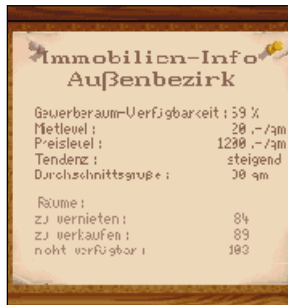 Immobilien-Info
Außenbezirk
Gewerberaum-Verfügbarkeit: 59 %
Mietlevel: 20 ,-/qm
Preislevel: 1200 ,-/qm
Tendenz: steigend
Durchschnittsgröße: qm
Räume:
zu vernieten: 84
zu verkaufen: 89
nicht verfügbar: 103